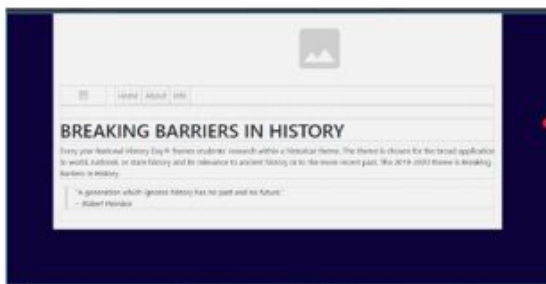 Home About Info
BREAKING BARRIERS IN HISTORY
Every year National History Day® frames students' research within a historical theme. The theme is chosen for the broad application
to world, national, or state history and its relevance to ancient history or to the more recent past. The 2019-2020 theme is Breaking
Barriers in History.
"A generation which ignores history has no past and no future."
- Robert Heinlein